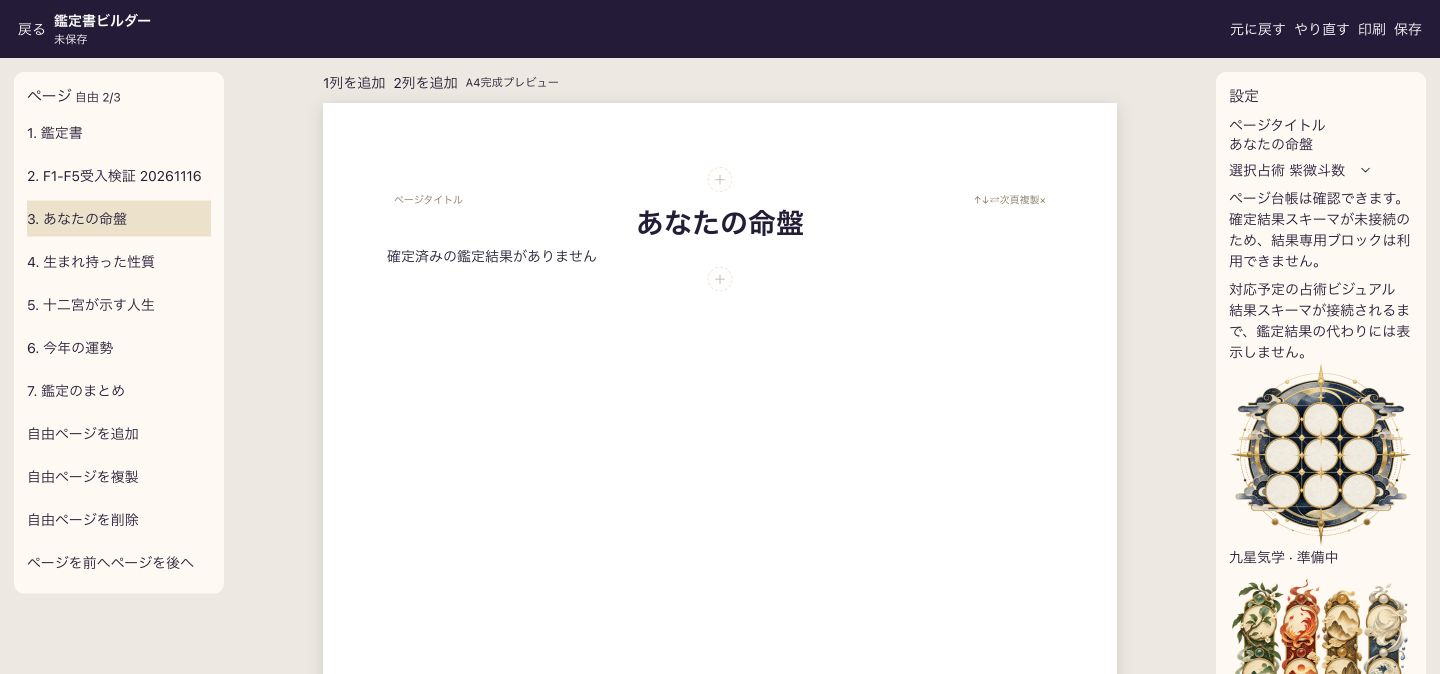 戻る
鑑定書ビルダー
未保存
元に戻す やり直す 印刷 保存
ページ 自由 2/3
1. 鑑定書
2. F1-F5受入検証 20261116
3. あなたの命盤
4. 生まれ持った性質
5. 十二宮が示す人生
6. 今年の運勢
7. 鑑定のまとめ
自由ページを追加
自由ページを複製
自由ページを削除
ページを前へページを後へ
1列を追加 2列を追加 A4完成プレビュー
+
ページタイトル
↑↓⇄次頁複製×
あなたの命盤
確定済みの鑑定結果がありません
+
設定
ページタイトル
あなたの命盤
選択占術 紫微斗数
ページ台帳は確認できます。
確定結果スキーマが未接続の
ため、結果専用ブロックは利
用できません。
対応予定の占術ビジュアル
結果スキーマが接続されるま
で、鑑定結果の代わりには表
示しません。
九星気学 · 準備中